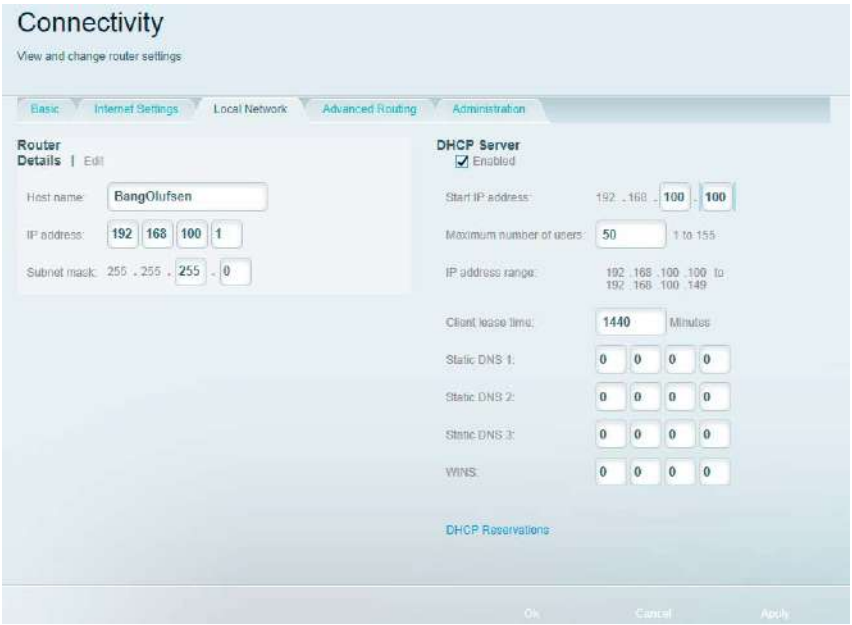 Connectivity
View and change router settings
Basic Internet Settings Local Network Advanced Routing Administration
Router
Details | Edit
Host name: BangOlufsen
IP address: 192 168 100 1
Subnet mask: 255 . 255 . 255 . 0
DHCP Server
Enabled
Start IP address: 192 . 168 . 100 . 100
Maximum number of users: 50 1 to 155
IP address range: 192 .168 .100 .100 to
192 .168 .100 .149
Client lease time: 1440 Minutes
Static DNS 1: 0 0 0 0
Static DNS 2: 0 0 0 0
Static DNS 3: 0 0 0 0
WINS: 0 0 0 0
DHCP Reservations
Ok Cancel Apply